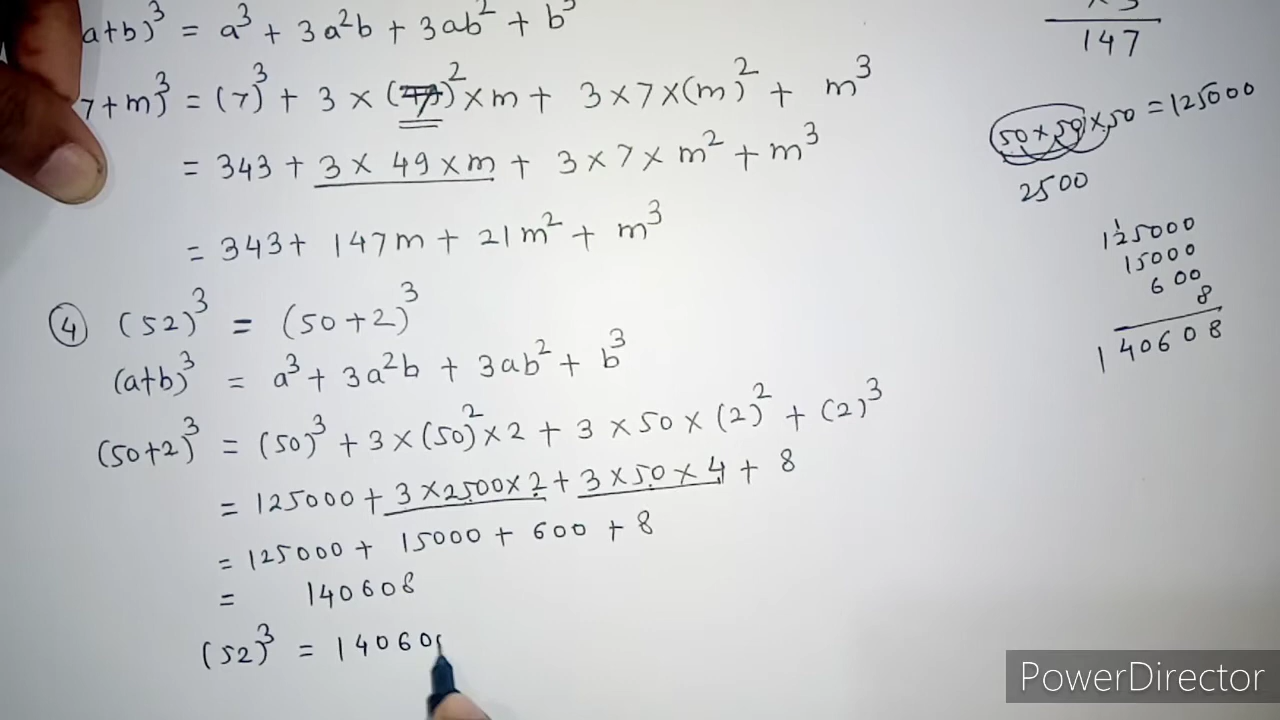 a+b)³ = a³ + 3a²b + 3ab² + b³
7+m)³ = (7)³ + 3 × (7)² × m + 3×7×(m)² + m³
= 343 + 3 × 49 × m + 3 × 7 × m² + m³
= 343 + 147m + 21m² + m³
④ (52)³ = (50+2)³
(a+b)³ = a³ + 3a²b + 3ab² + b³
(50+2)³ = (50)³ + 3×(50)²×2 + 3 × 50 × (2)² + (2)³
= 125000 + 3×2500×2 + 3×50×4 + 8
= 125000 + 15000 + 600 + 8
= 140608
(52)³ = 14060
×3
147
50×50×50 = 125000
2500
1
125000
15000
600
8
140608
PowerDirector